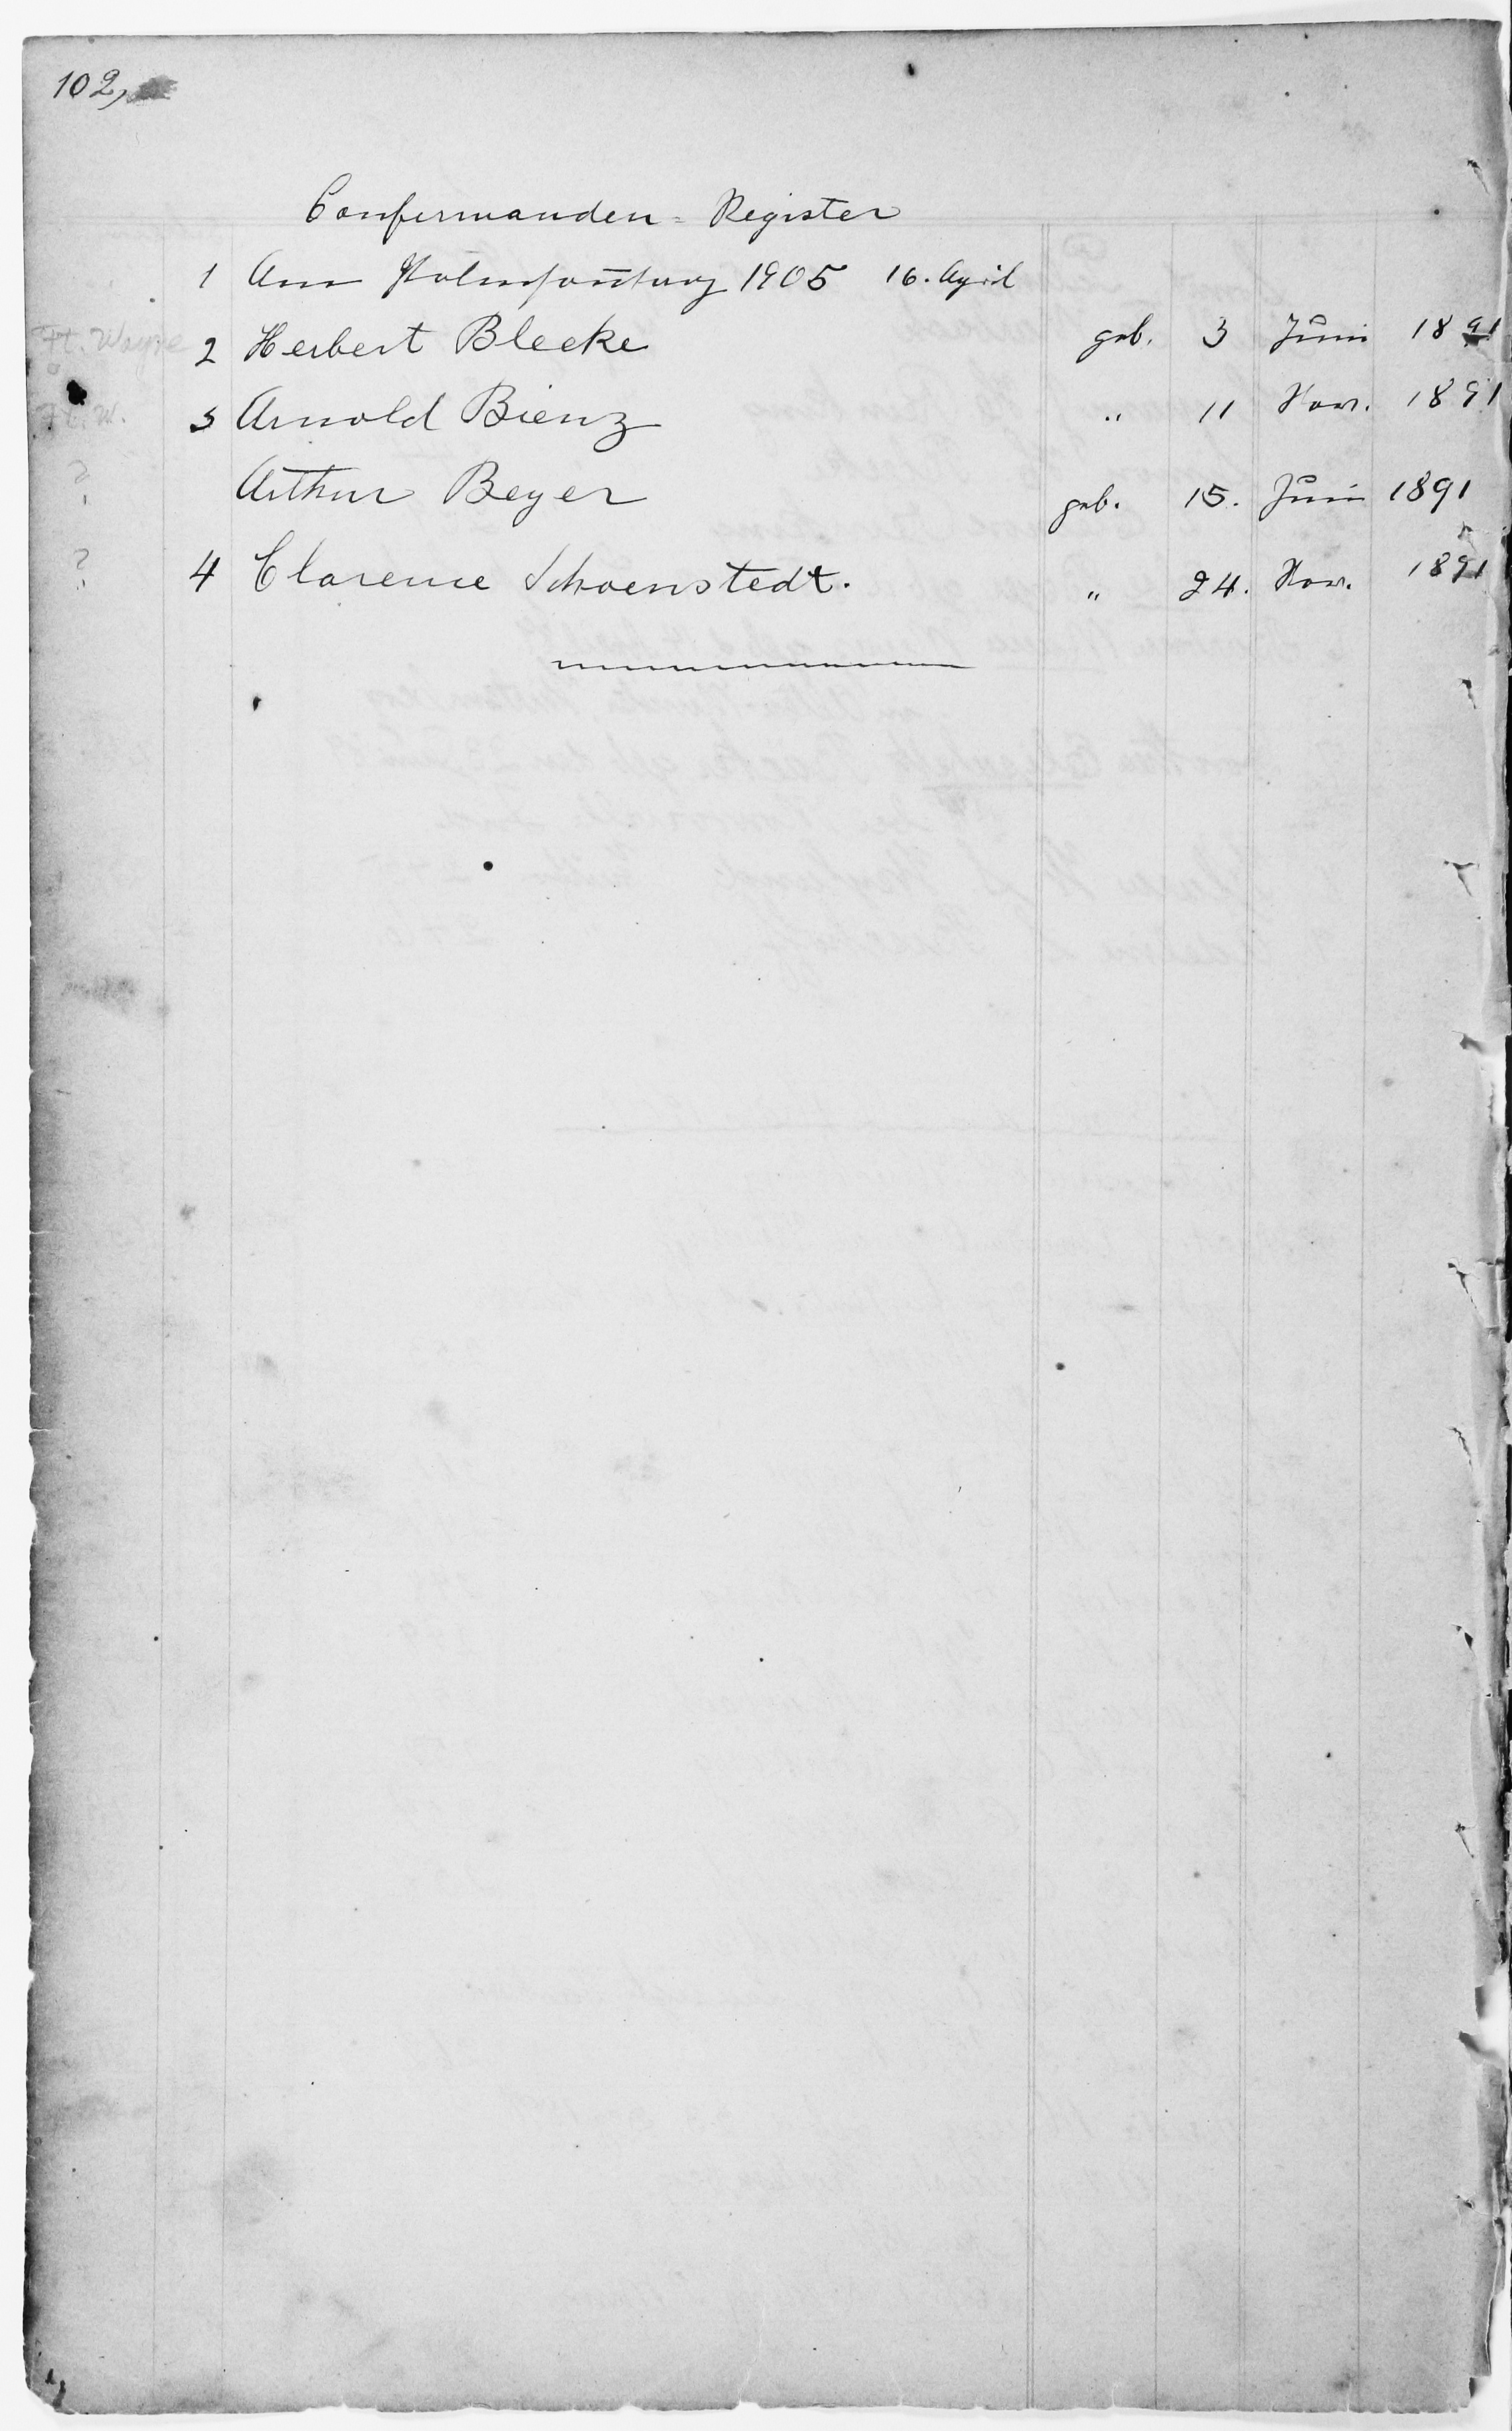 102,
Confirmanden = Register
1 Am Palmsonntag 1905 16. April
Ft. Wayne 2 Herbert Bleeke geb. 3 Juni 1891
Ft. W. 3 Arnold Bienz " 11 Nov. 1891
? Arthur Beyer geb. 15. Juni 1891
? 4 Clarence Schoenstedt. " 24. Nov. 1891